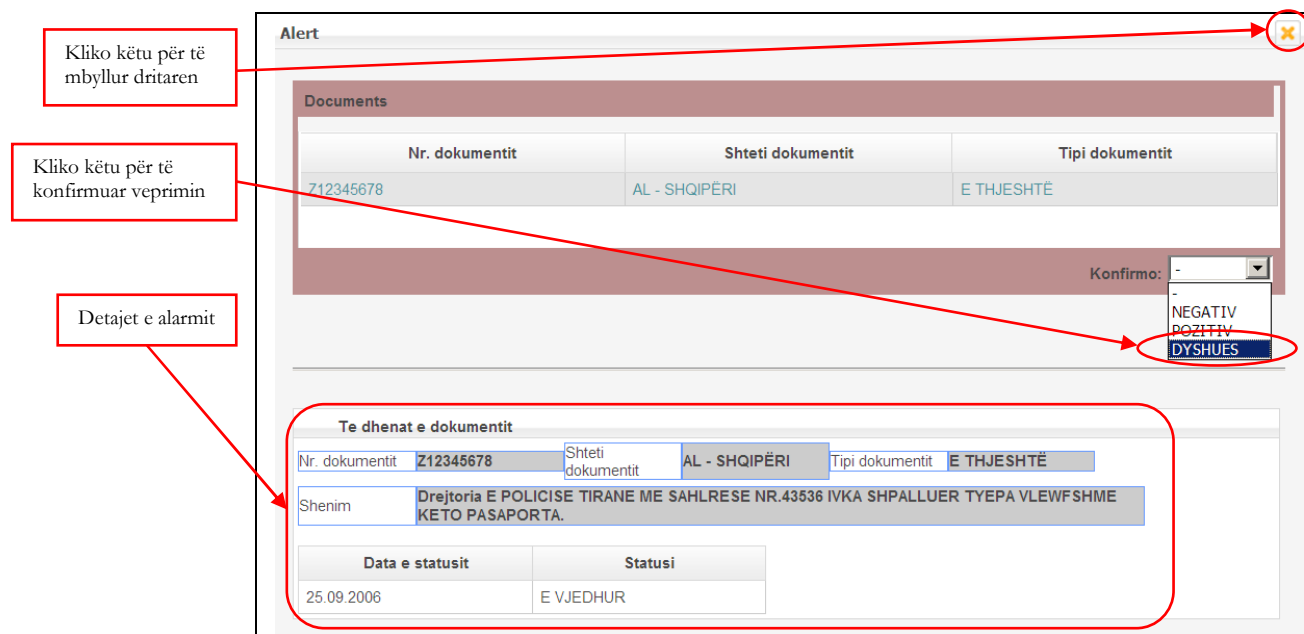 Alert
Kliko këtu për të
mbyllur dritaren
Documents
Nr. dokumentit Shteti dokumentit Tipi dokumentit
Z12345678 AL - SHQIPËRI E THJESHTË
Kliko këtu për të
konfirmuar veprimin
Konfirmo: -
-
NEGATIV
POZITIV
DYSHUES
Detajet e alarmit
Te dhenat e dokumentit
Nr. dokumentit Z12345678 Shteti
dokumentit AL - SHQIPËRI Tipi dokumentit E THJESHTË
Shenim Drejtoria E POLICISE TIRANE ME SAHLRESE NR.43536 IVKA SHPALLUER TYEPA VLEWFSHME
KETO PASAPORTA.
Data e statusit Statusi
25.09.2006 E VJEDHUR